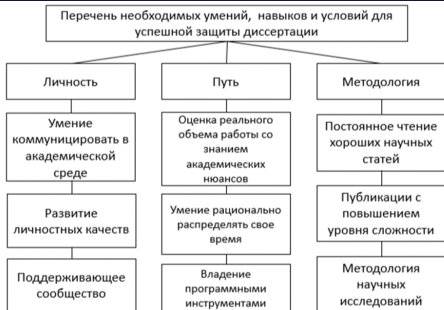 Перечень необходимых умений, навыков и условий для
успешной защиты диссертации
Личность
Умение
коммуницировать в
академической
среде
Развитие
личностных качеств
Поддерживающее
сообщество
Путь
Оценка реального
объема работы со
знанием
академических
нюансов
Умение рационально
распределять свое
время
Владение
программными
инструментами
Методология
Постоянное чтение
хороших научных
статей
Публикации с
повышением
уровня сложности
Методология
научных
исследований